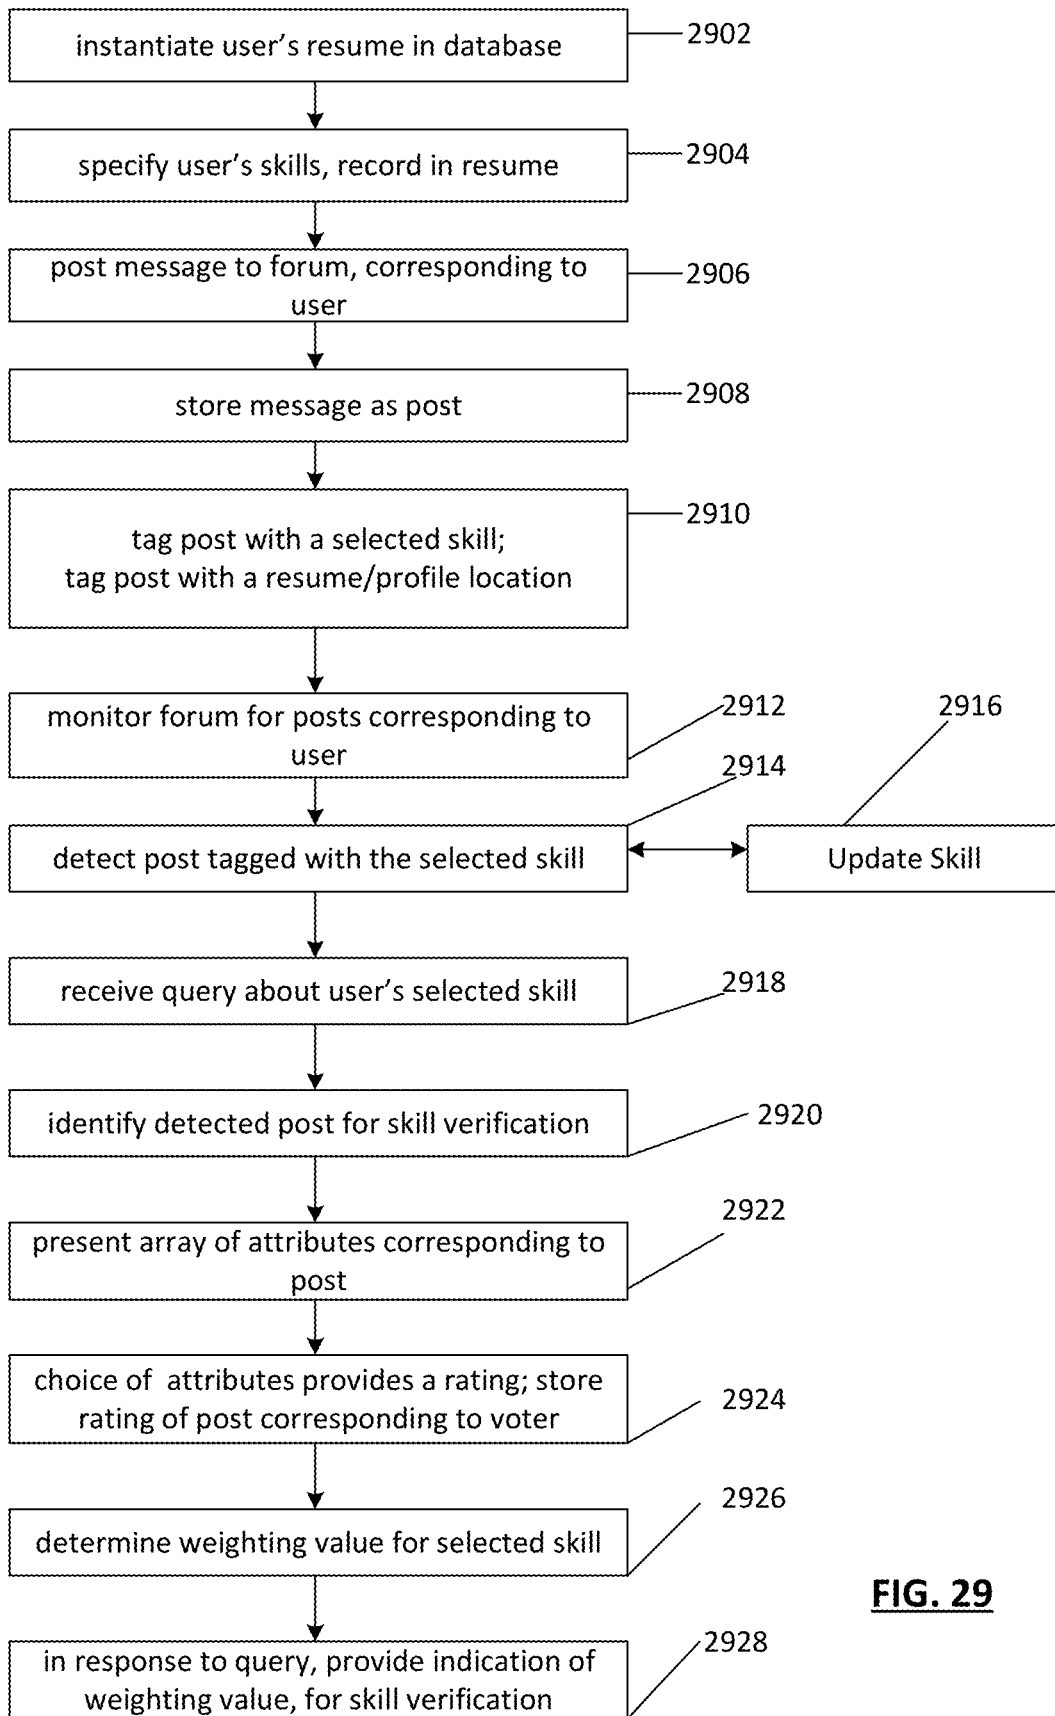 instantiate user's resume in database
2902
specify user's skills, record in resume
2904
post message to forum, corresponding to
user
2906
store message as post
2908
tag post with a selected skill;
tag post with a resume/profile location
2910
monitor forum for posts corresponding to
user
2912
detect post tagged with the selected skill
2914
Update Skill
2916
receive query about user's selected skill
2918
identify detected post for skill verification
2920
present array of attributes corresponding to
post
2922
choice of attributes provides a rating; store
rating of post corresponding to voter
2924
determine weighting value for selected skill
2926
in response to query, provide indication of
weighting value, for skill verification
2928
FIG. 29